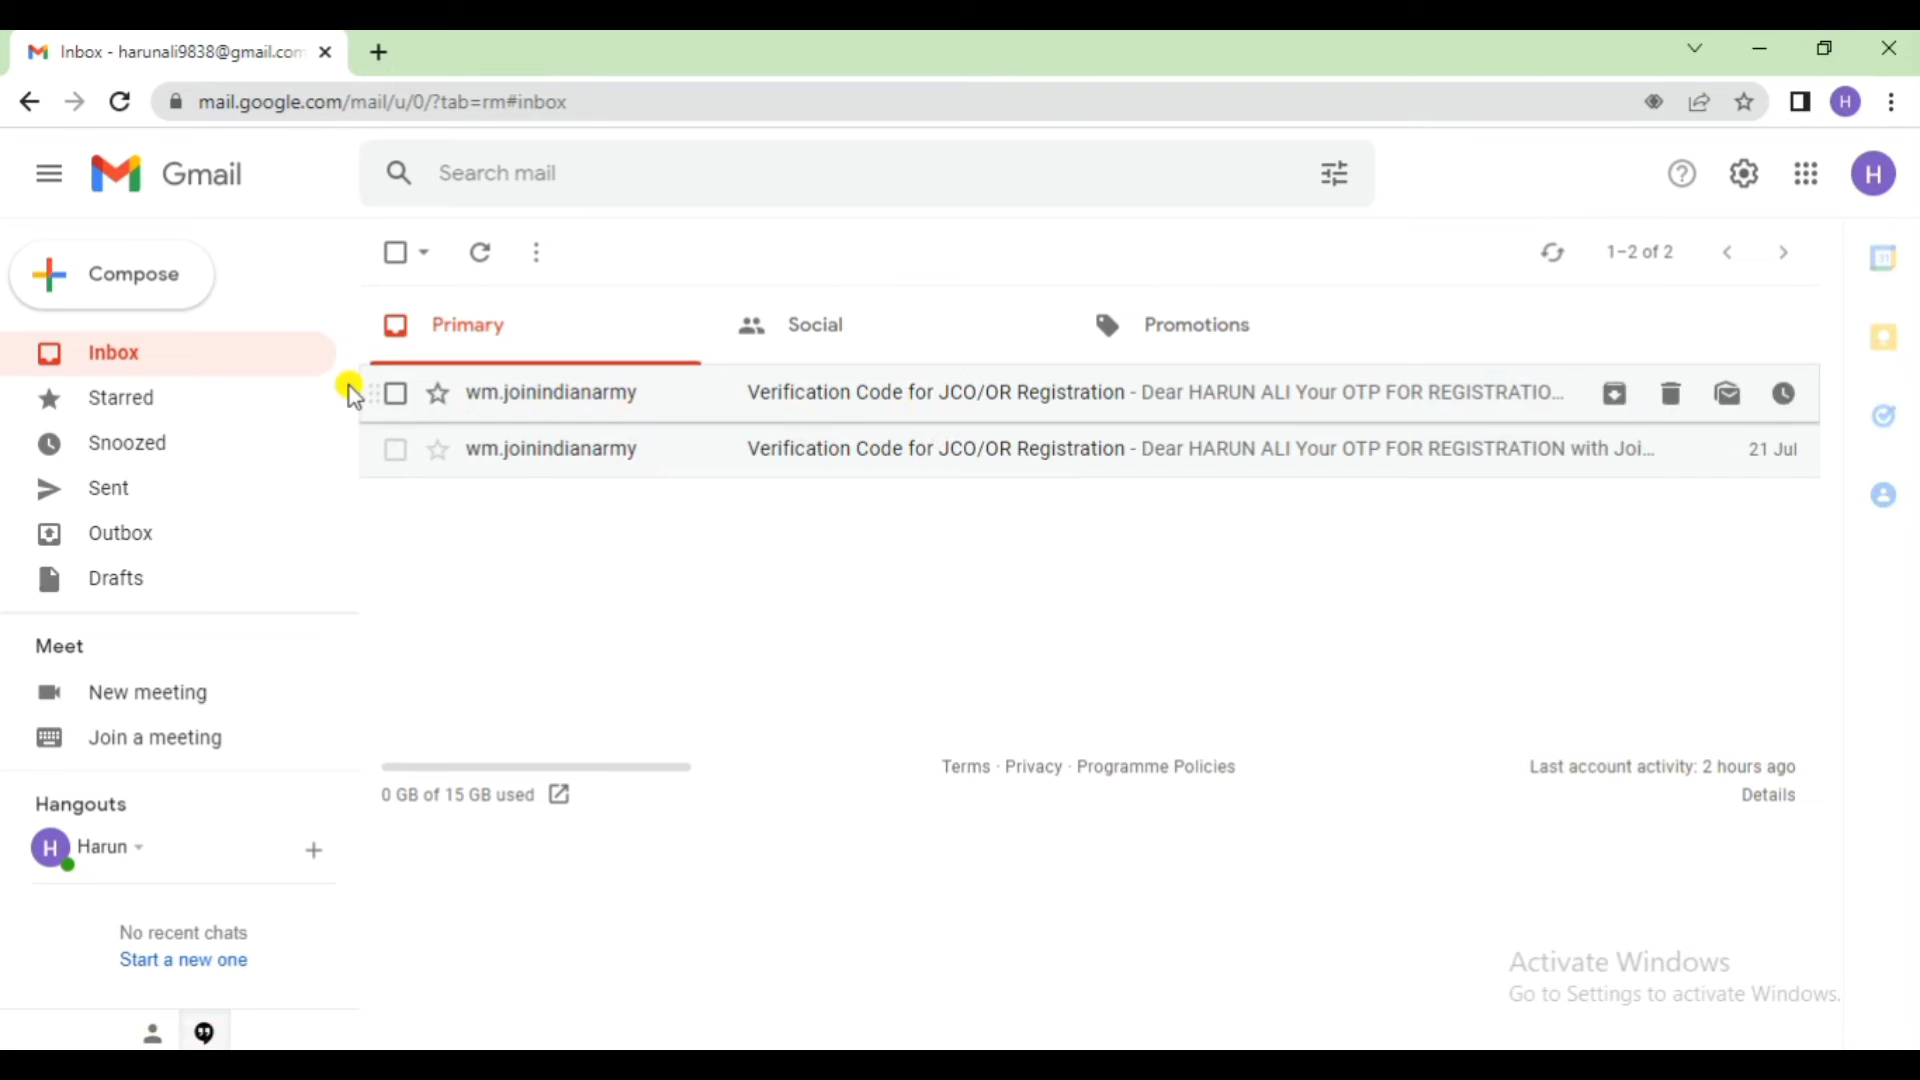 Inbox - harunali9838@gmail.com
mail.google.com/mail/u/0/?tab=rm#inbox
H
Gmail
Search mail
H
Compose
1–2 of 2
31
Primary
Social
Promotions
Inbox
wm.joinindianarmy Verification Code for JCO/OR Registration - Dear HARUN ALI Your OTP FOR REGISTRATIO...
Starred
Snoozed
wm.joinindianarmy Verification Code for JCO/OR Registration - Dear HARUN ALI Your OTP FOR REGISTRATION with Joi... 21 Jul
Sent
Outbox
Drafts
Meet
New meeting
Join a meeting
0 GB of 15 GB used
Terms · Privacy · Programme Policies
Last account activity: 2 hours ago
Details
Hangouts
H Harun
No recent chats
Start a new one
Activate Windows
Go to Settings to activate Windows.